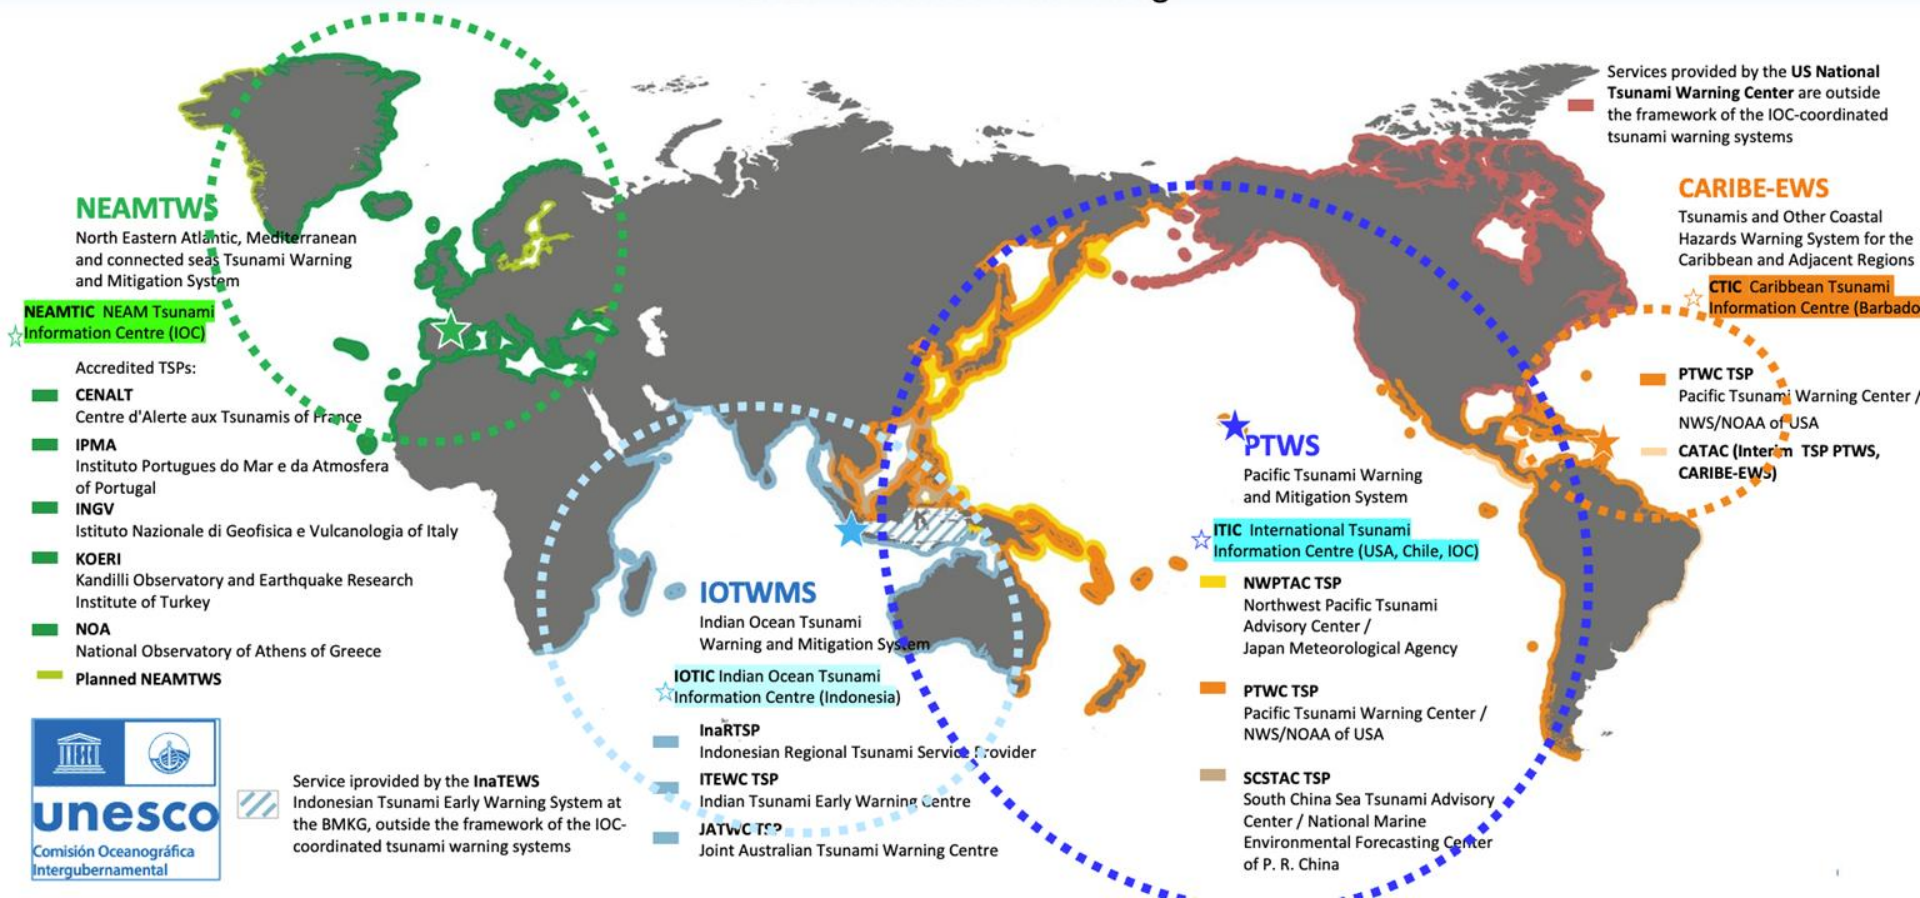 NEAMTWS
North Eastern Atlantic, Mediterranean
and connected seas Tsunami Warning
and Mitigation System
NEAMTIC NEAM Tsunami
Information Centre (IOC)
Accredited TSPs:
CENALT
Centre d'Alerte aux Tsunamis of France
IPMA
Instituto Portugues do Mar e da Atmosfera
of Portugal
INGV
Istituto Nazionale di Geofisica e Vulcanologia of Italy
KOERI
Kandilli Observatory and Earthquake Research
Institute of Turkey
NOA
National Observatory of Athens of Greece
Planned NEAMTWS
unesco
Comisión Oceanográfica
Intergubernamental
Service iprovided by the InaTEWS
Indonesian Tsunami Early Warning System at
the BMKG, outside the framework of the IOC-
coordinated tsunami warning systems
IOTWMS
Indian Ocean Tsunami
Warning and Mitigation System
IOTIC Indian Ocean Tsunami
Information Centre (Indonesia)
InaRTSP
Indonesian Regional Tsunami Service Provider
ITEWC TSP
Indian Tsunami Early Warning Centre
JATWC TSP
Joint Australian Tsunami Warning Centre
PTWS
Pacific Tsunami Warning
and Mitigation System
ITIC International Tsunami
Information Centre (USA, Chile, IOC)
NWPTAC TSP
Northwest Pacific Tsunami
Advisory Center /
Japan Meteorological Agency
PTWC TSP
Pacific Tsunami Warning Center /
NWS/NOAA of USA
SCSTAC TSP
South China Sea Tsunami Advisory
Center / National Marine
Environmental Forecasting Center
of P. R. China
Services provided by the US National
Tsunami Warning Center are outside
the framework of the IOC-coordinated
tsunami warning systems
CARIBE-EWS
Tsunamis and Other Coastal
Hazards Warning System for the
Caribbean and Adjacent Regions
CTIC Caribbean Tsunami
Information Centre (Barbado
PTWC TSP
Pacific Tsunami Warning Center /
NWS/NOAA of USA
CATAC (Interim TSP PTWS,
CARIBE-EWS)